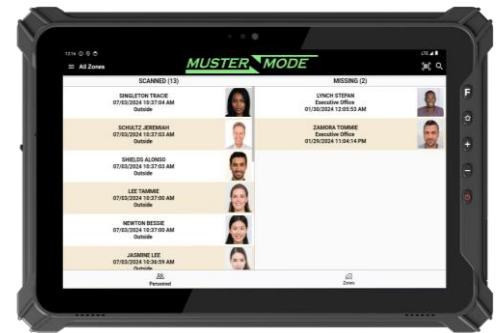 12:16
LTE
All Zones
MUSTER MODE
SCANNED (13)
MISSING (2)
SINGLETON TRACIE
07/03/2024 10:37:04 AM
Outside
SCHULTZ JEREMIAH
07/03/2024 10:37:03 AM
Outside
SHIELDS ALONSO
07/03/2024 10:37:03 AM
Outside
LEE TAMMIE
07/03/2024 10:37:00 AM
Outside
NEWTON BESSIE
07/03/2024 10:37:00 AM
Outside
JASMINE LEE
07/03/2024 10:36:59 AM
Outside
LYNCH STEFAN
Executive Office
01/30/2024 12:05:53 AM
ZAMORA TOMMIE
Executive Office
01/29/2024 11:04:14 PM
Personnel
Zones
F